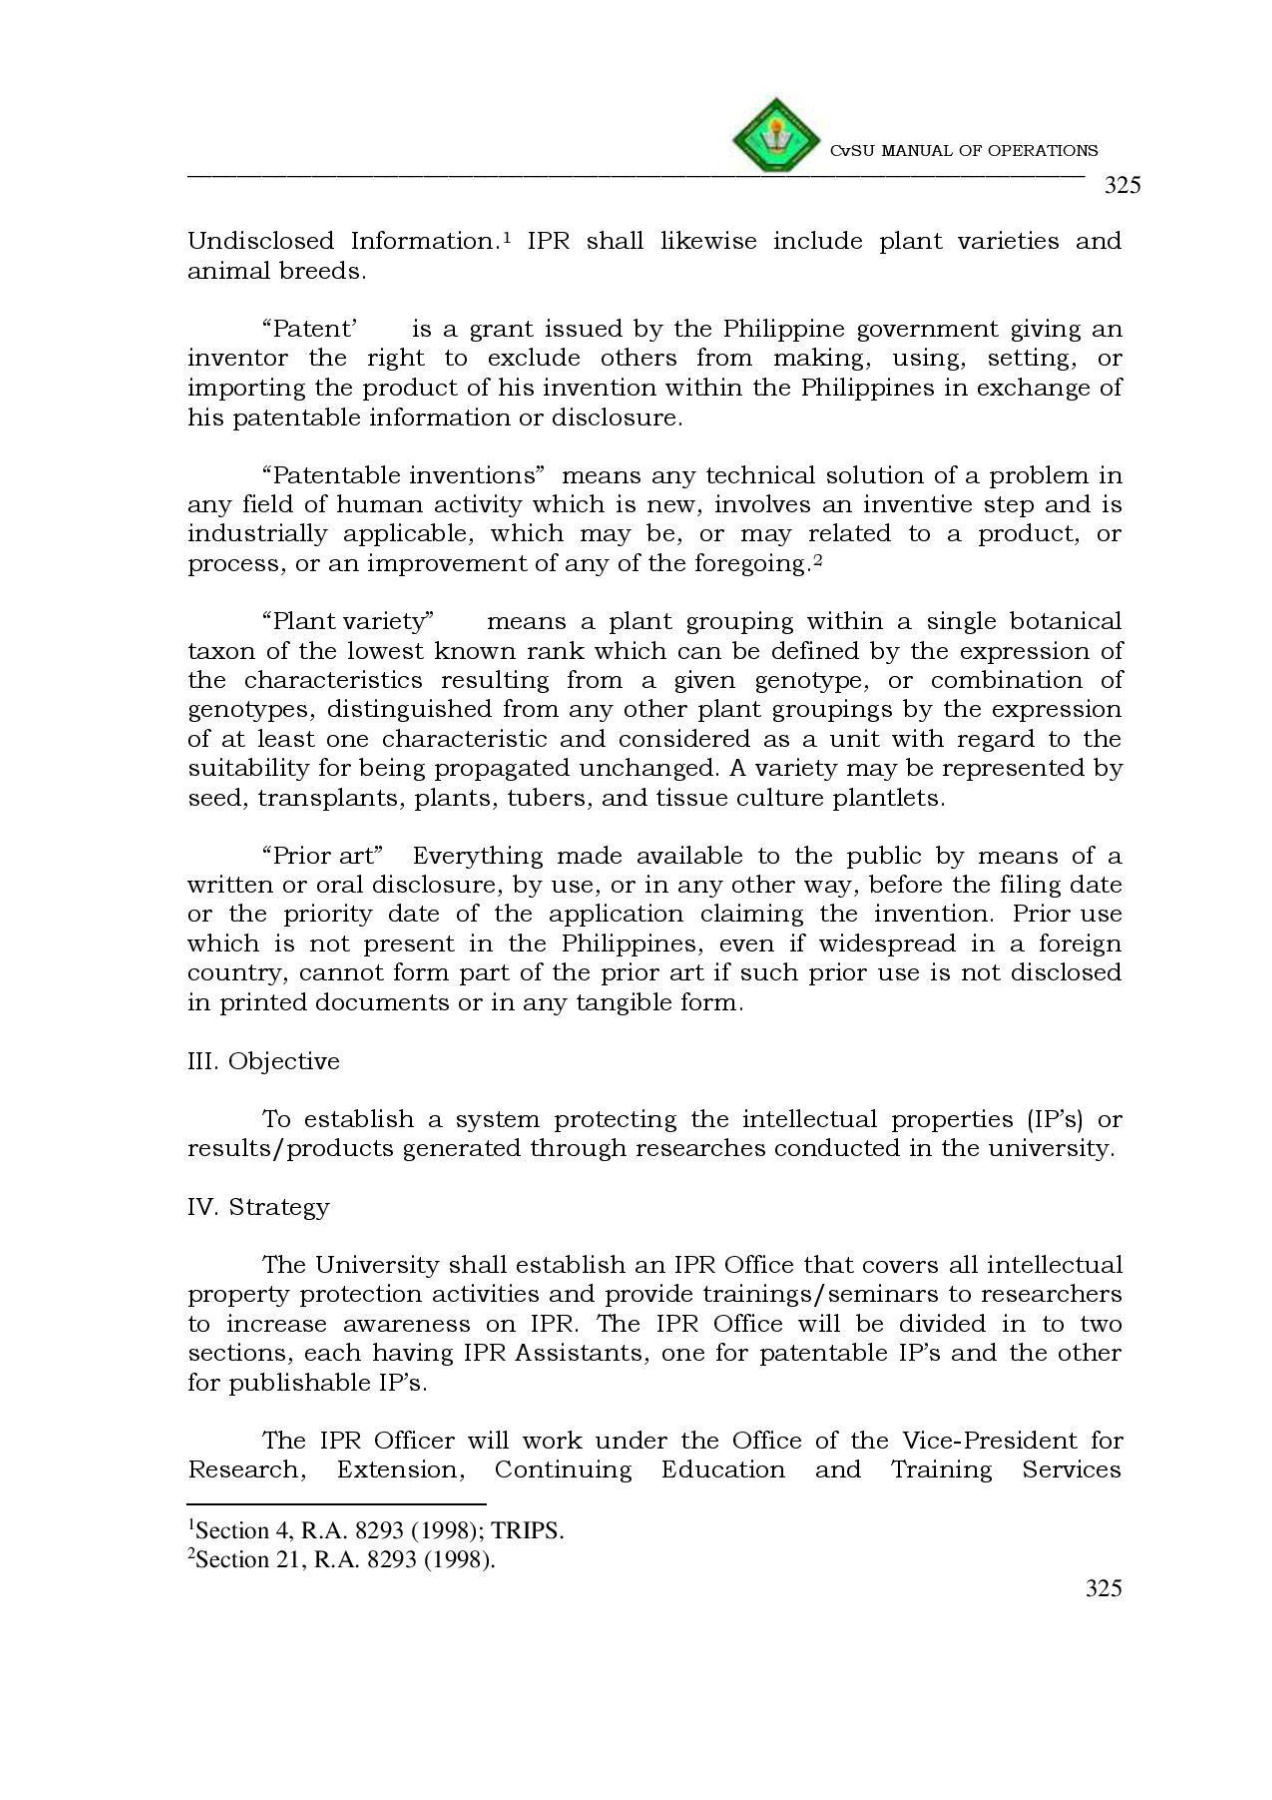 CvSU MANUAL OF OPERATIONS
325
Undisclosed Information.¹ IPR shall likewise include plant varieties and
animal breeds.
“Patent’ is a grant issued by the Philippine government giving an
inventor the right to exclude others from making, using, setting, or
importing the product of his invention within the Philippines in exchange of
his patentable information or disclosure.
“Patentable inventions” means any technical solution of a problem in
any field of human activity which is new, involves an inventive step and is
industrially applicable, which may be, or may related to a product, or
process, or an improvement of any of the foregoing.²
“Plant variety” means a plant grouping within a single botanical
taxon of the lowest known rank which can be defined by the expression of
the characteristics resulting from a given genotype, or combination of
genotypes, distinguished from any other plant groupings by the expression
of at least one characteristic and considered as a unit with regard to the
suitability for being propagated unchanged. A variety may be represented by
seed, transplants, plants, tubers, and tissue culture plantlets.
“Prior art” Everything made available to the public by means of a
written or oral disclosure, by use, or in any other way, before the filing date
or the priority date of the application claiming the invention. Prior use
which is not present in the Philippines, even if widespread in a foreign
country, cannot form part of the prior art if such prior use is not disclosed
in printed documents or in any tangible form.
III. Objective
To establish a system protecting the intellectual properties (IP’s) or
results/products generated through researches conducted in the university.
IV. Strategy
The University shall establish an IPR Office that covers all intellectual
property protection activities and provide trainings/seminars to researchers
to increase awareness on IPR. The IPR Office will be divided in to two
sections, each having IPR Assistants, one for patentable IP’s and the other
for publishable IP’s.
The IPR Officer will work under the Office of the Vice-President for
Research, Extension, Continuing Education and Training Services
¹Section 4, R.A. 8293 (1998); TRIPS.
²Section 21, R.A. 8293 (1998).
325